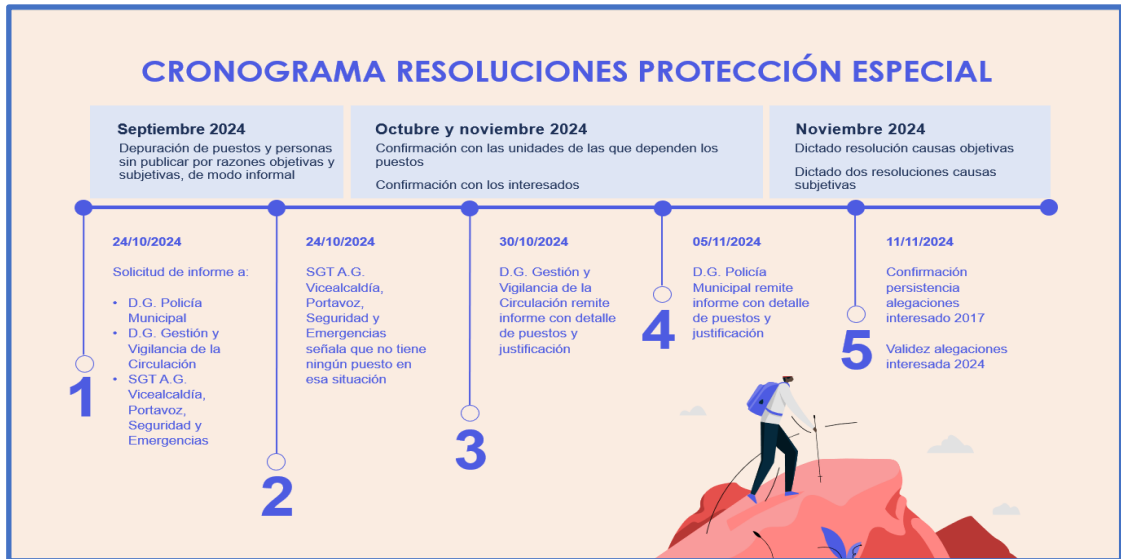 CRONOGRAMA RESOLUCIONES PROTECCIÓN ESPECIAL
Septiembre 2024
Depuración de puestos y personas
sin publicar por razones objetivas y
subjetivas, de modo informal
Octubre y noviembre 2024
Confirmación con las unidades de las que dependen los
puestos
Confirmación con los interesados
Noviembre 2024
Dictado resolución causas objetivas
Dictado dos resoluciones causas
subjetivas
24/10/2024
Solicitud de informe a:
• D.G. Policía
Municipal
• D.G. Gestión y
Vigilancia de la
Circulación
• SGT A.G.
Vicealcaldía,
Portavoz,
Seguridad y
Emergencias
1
24/10/2024
SGT A.G.
Vicealcaldía,
Portavoz,
Seguridad y
Emergencias
señala que no tiene
ningún puesto en
esa situación
2
30/10/2024
D.G. Gestión y
Vigilancia de la
Circulación remite
informe con detalle
de puestos y
justificación
3
05/11/2024
D.G. Policía
Municipal remite
informe con detalle
de puestos y
justificación
4
11/11/2024
Confirmación
persistencia
alegaciones
interesado 2017
Validez alegaciones
interesada 2024
5